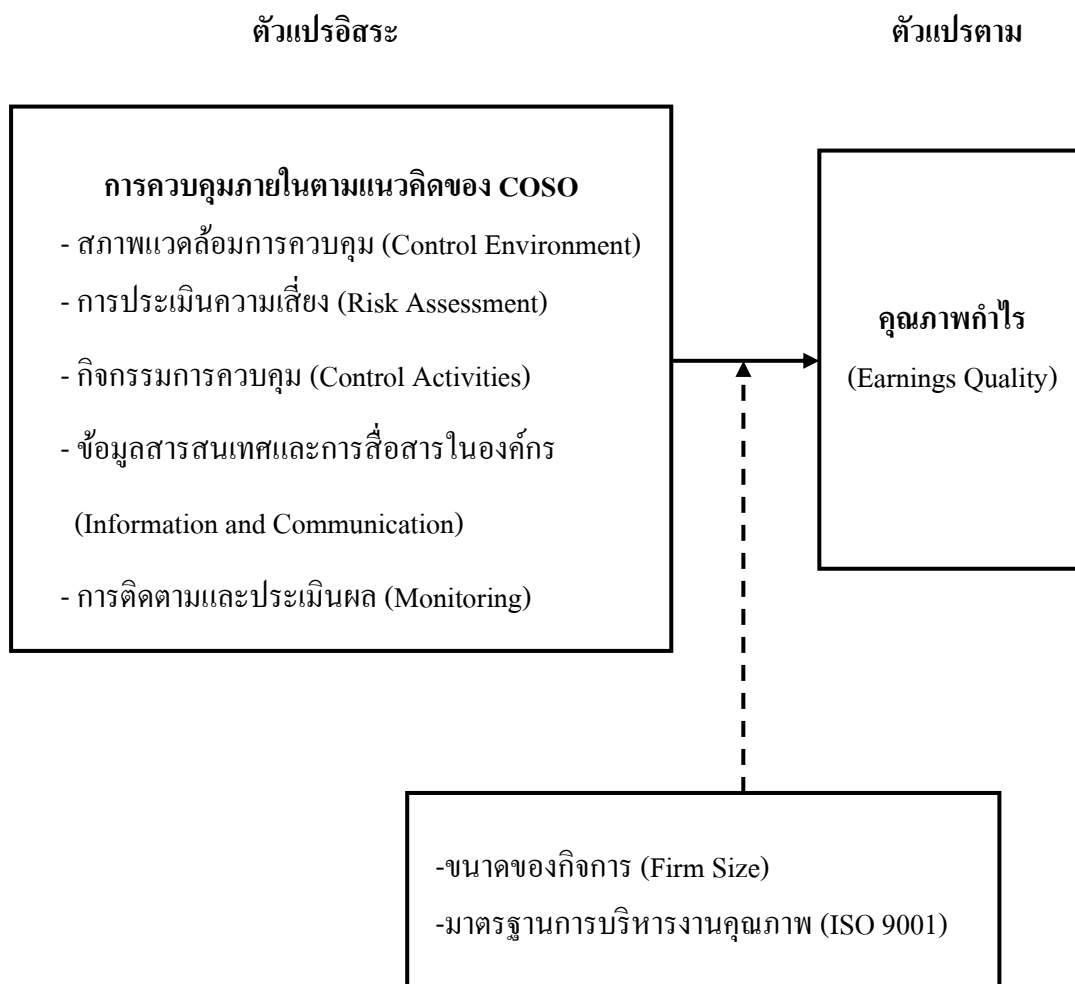 ตัวแปรอิสระ
ตัวแปรตาม
การควบคุมภายในตามแนวคิดของ COSO
- สภาพแวดล้อมการควบคุม (Control Environment)
- การประเมินความเสี่ยง (Risk Assessment)
- กิจกรรมการควบคุม (Control Activities)
- ข้อมูลสารสนเทศและการสื่อสารในองค์กร
(Information and Communication)
- การติดตามและประเมินผล (Monitoring)
คุณภาพกำไร
(Earnings Quality)
-ขนาดของกิจการ (Firm Size)
-มาตรฐานการบริหารงานคุณภาพ (ISO 9001)